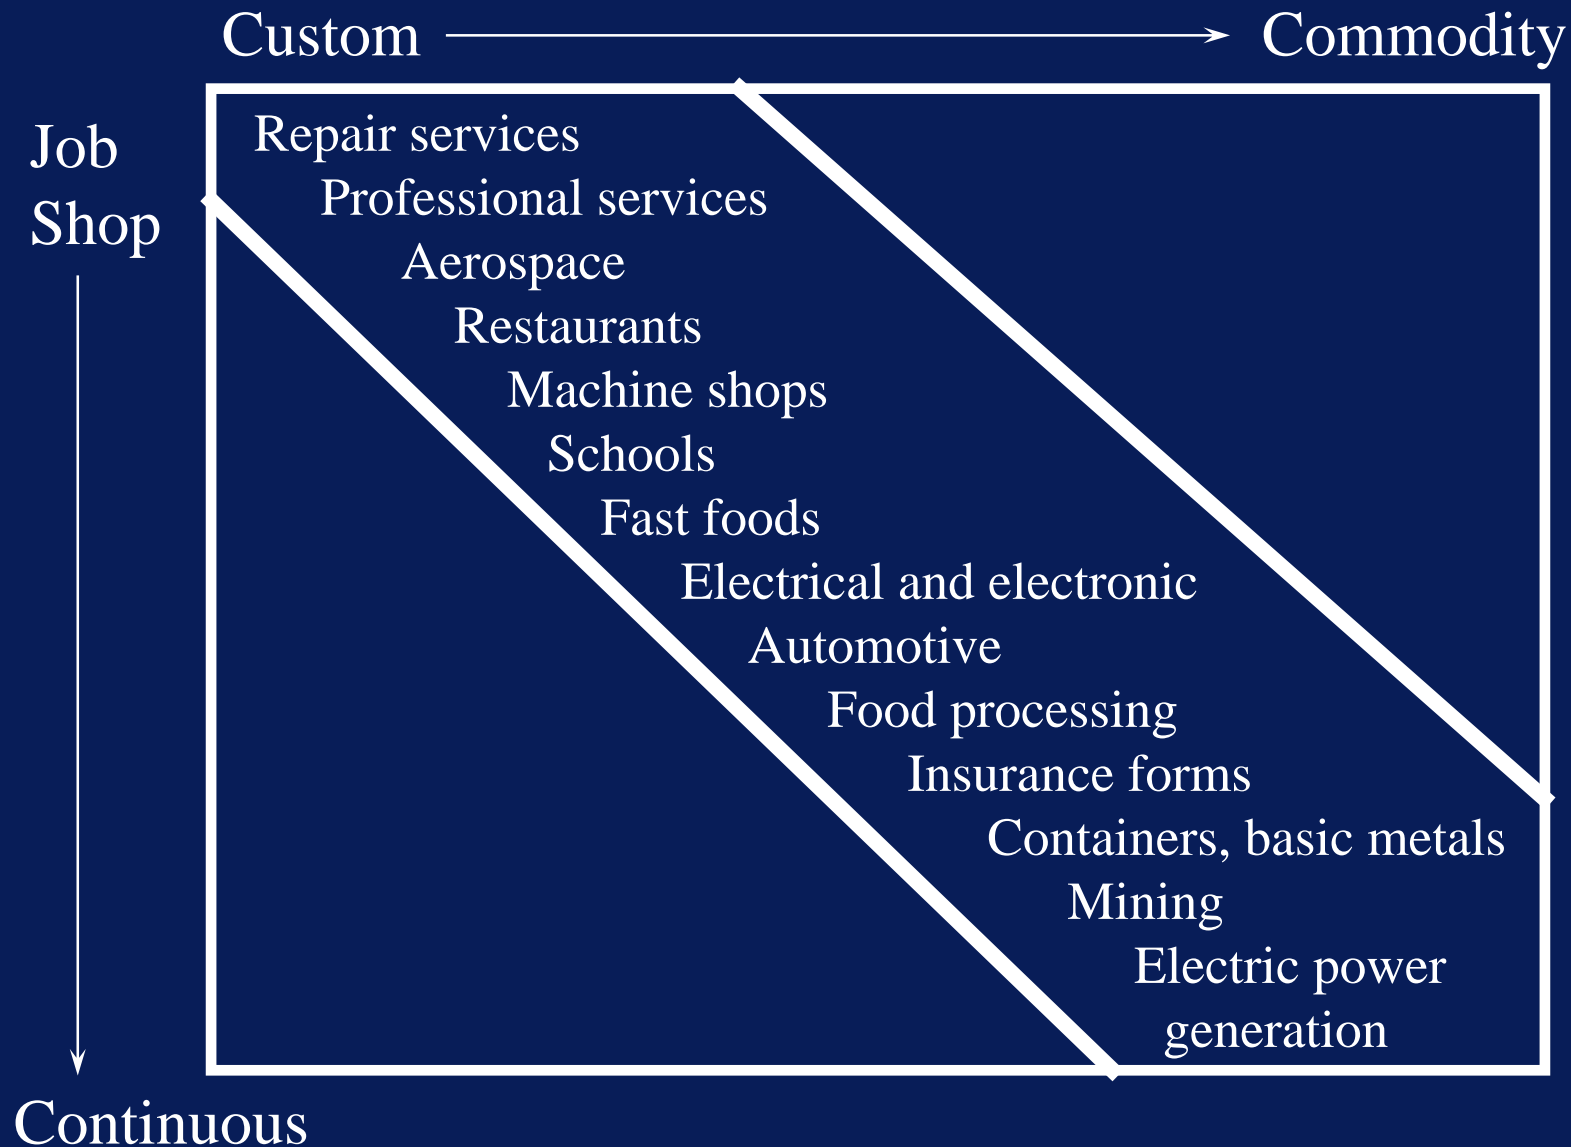 Custom
Commodity
Job
Shop
Repair services
Professional services
Aerospace
Restaurants
Machine shops
Schools
Fast foods
Electrical and electronic
Automotive
Food processing
Insurance forms
Containers, basic metals
Mining
Electric power
generation
Continuous